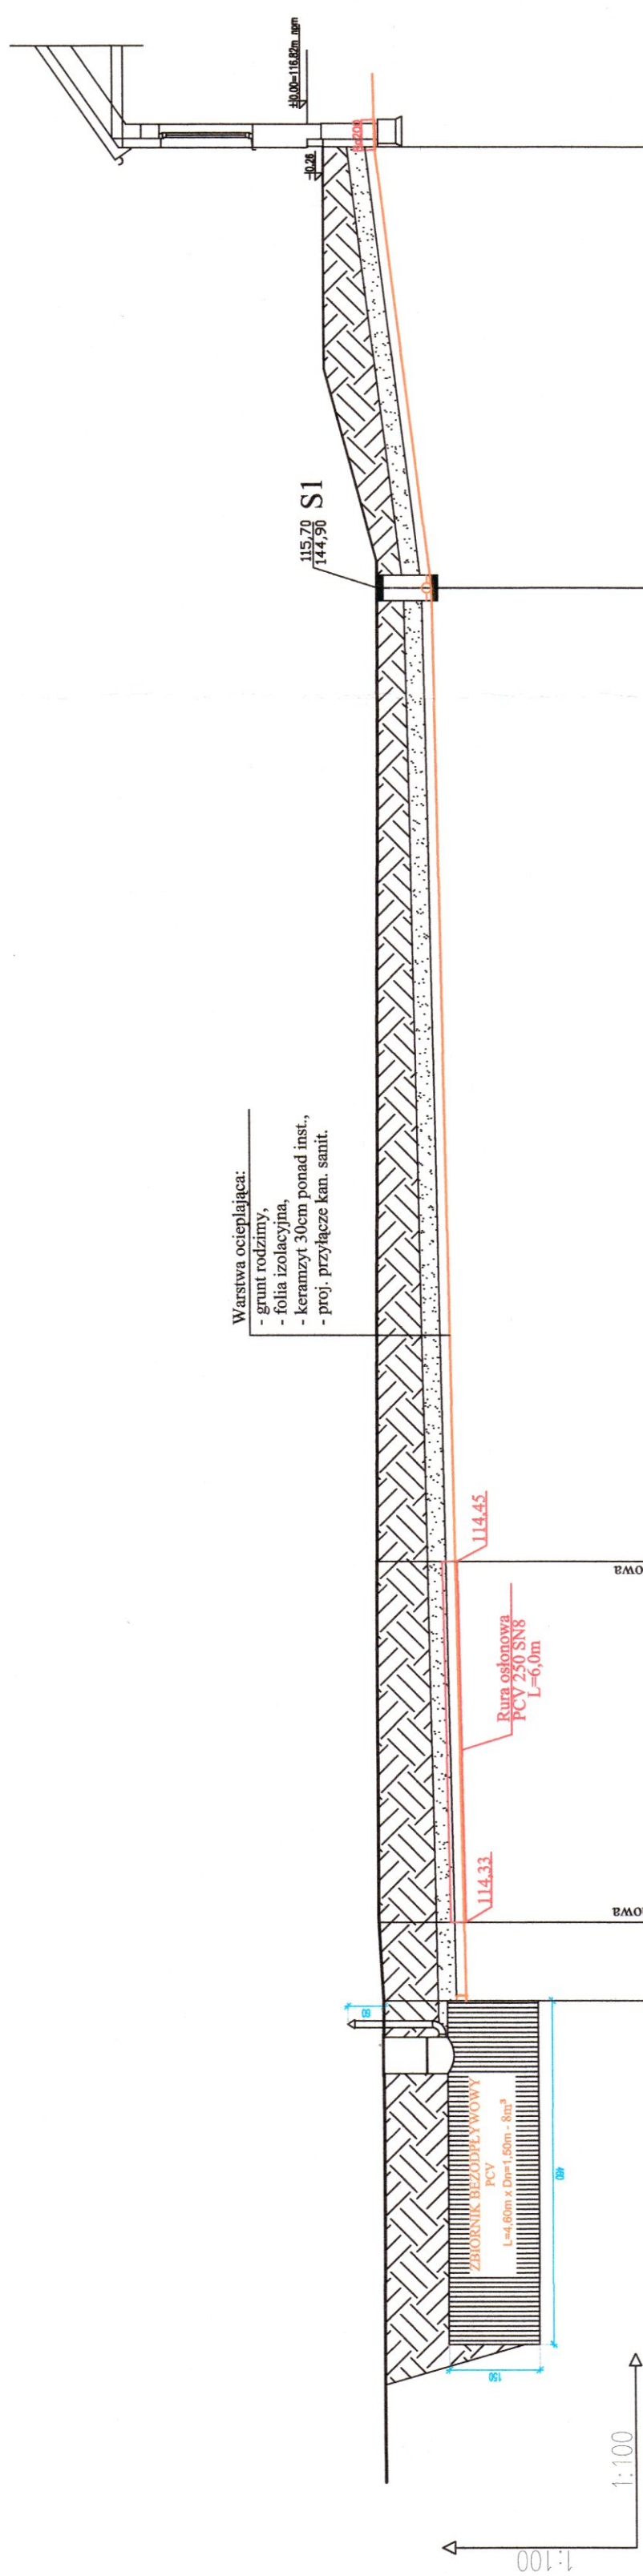 ±0.00=116,82m npm
-0.26
115,70
144,90
S1
Warstwa ocieplająca:
- grunt rodzimy,
- folia izolacyjna,
- keramzyt 30cm ponad inst.,
- proj. przyłącze kan. sanit.
114,45
Rura osłonowa
PCV 250 SN8
L=6,0m
114,33
60
ZBIORNIK BEZODPŁYWOWY
PCV
L=4,60m x Dn=1,50m - 8m³
460
150
1:100
1:100